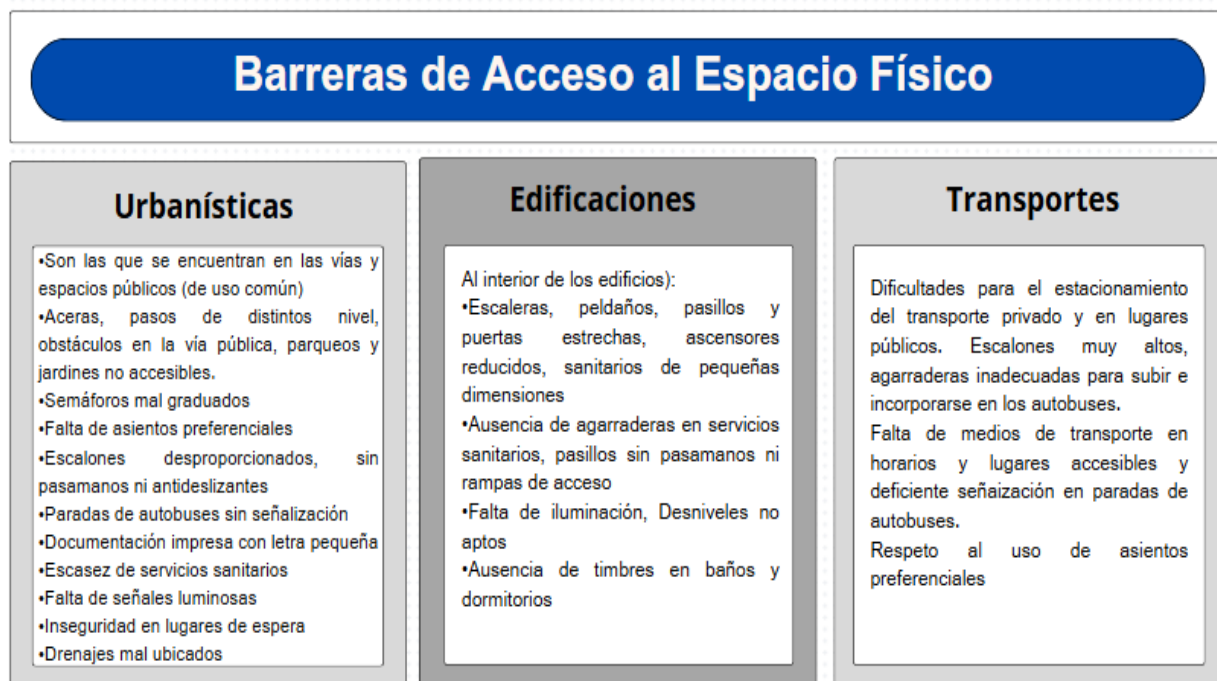 Barreras de Acceso al Espacio Físico
Urbanísticas
•Son las que se encuentran en las vías y
espacios públicos (de uso común)
•Aceras, pasos de distintos nivel,
obstáculos en la vía pública, parqueos y
jardines no accesibles.
•Semáforos mal graduados
•Falta de asientos preferenciales
•Escalones desproporcionados, sin
pasamanos ni antideslizantes
•Paradas de autobuses sin señalización
•Documentación impresa con letra pequeña
•Escasez de servicios sanitarios
•Falta de señales luminosas
•Inseguridad en lugares de espera
•Drenajes mal ubicados
Edificaciones
Al interior de los edificios):
•Escaleras, peldaños, pasillos y
puertas estrechas, ascensores
reducidos, sanitarios de pequeñas
dimensiones
•Ausencia de agarraderas en servicios
sanitarios, pasillos sin pasamanos ni
rampas de acceso
•Falta de iluminación, Desniveles no
aptos
•Ausencia de timbres en baños y
dormitorios
Transportes
Dificultades para el estacionamiento
del transporte privado y en lugares
públicos. Escalones muy altos,
agarraderas inadecuadas para subir e
incorporarse en los autobuses.
Falta de medios de transporte en
horarios y lugares accesibles y
deficiente señaización en paradas de
autobuses.
Respeto al uso de asientos
preferenciales